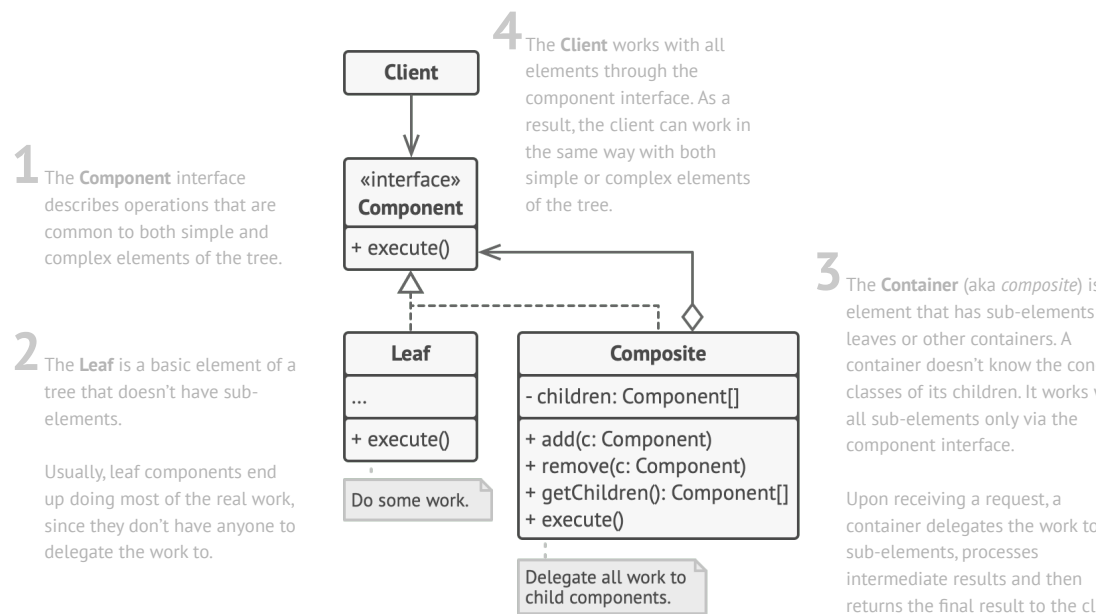 4
The Client works with all
elements through the
component interface. As a
result, the client can work in
the same way with both
simple or complex elements
of the tree.
Client
1
The Component interface
describes operations that are
common to both simple and
complex elements of the tree.
«interface»
Component
+ execute()
2
The Leaf is a basic element of a
tree that doesn't have sub-
elements.
Usually, leaf components end
up doing most of the real work,
since they don't have anyone to
delegate the work to.
Leaf
...
+ execute()
Do some work.
Composite
- children: Component[]
+ add(c: Component)
+ remove(c: Component)
+ getChildren(): Component[]
+ execute()
Delegate all work to
child components.
3
The Container (aka composite) is
element that has sub-elements
leaves or other containers. A
container doesn't know the con
classes of its children. It works
all sub-elements only via the
component interface.
Upon receiving a request, a
container delegates the work to
sub-elements, processes
intermediate results and then
returns the final result to the cl